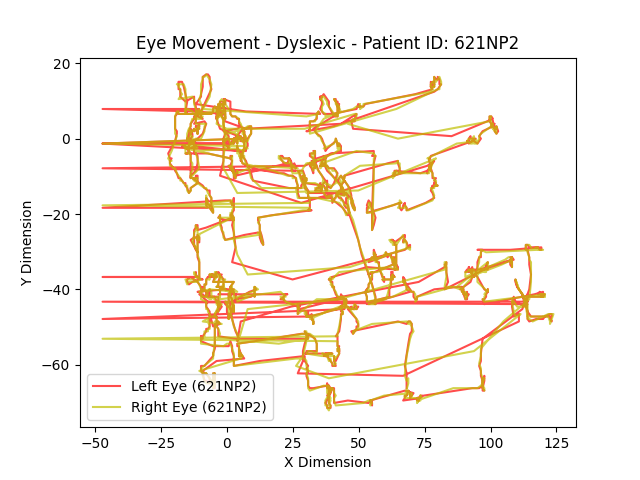 Eye Movement - Dyslexic - Patient ID: 621NP2
20
0
−20
−40
−60
Y Dimension
Left Eye (621NP2)
Right Eye (621NP2)
−50
−25
0
25
50
75
100
125
X Dimension